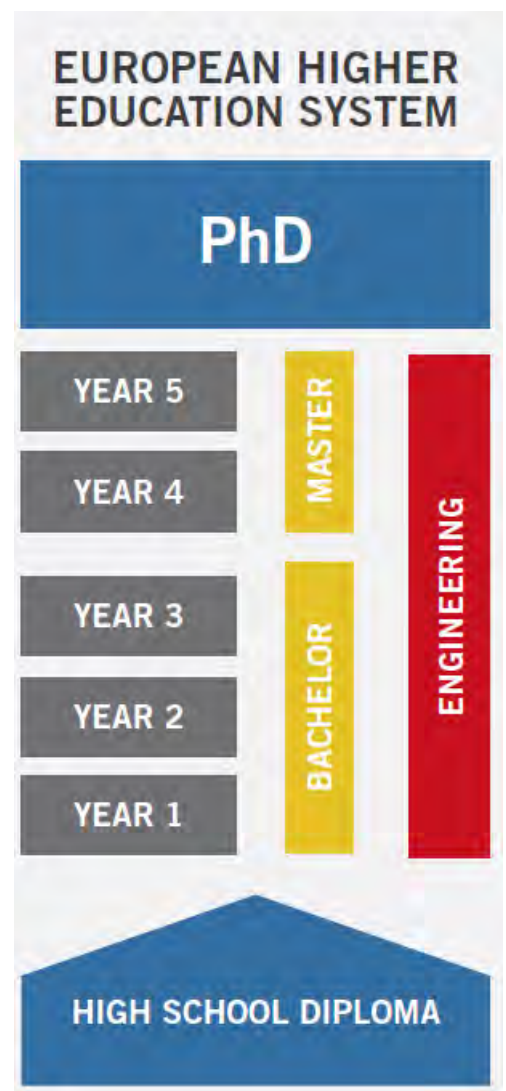 EUROPEAN HIGHER
EDUCATION SYSTEM
PhD
YEAR 5
YEAR 4
MASTER
YEAR 3
YEAR 2
YEAR 1
BACHELOR
ENGINEERING
HIGH SCHOOL DIPLOMA